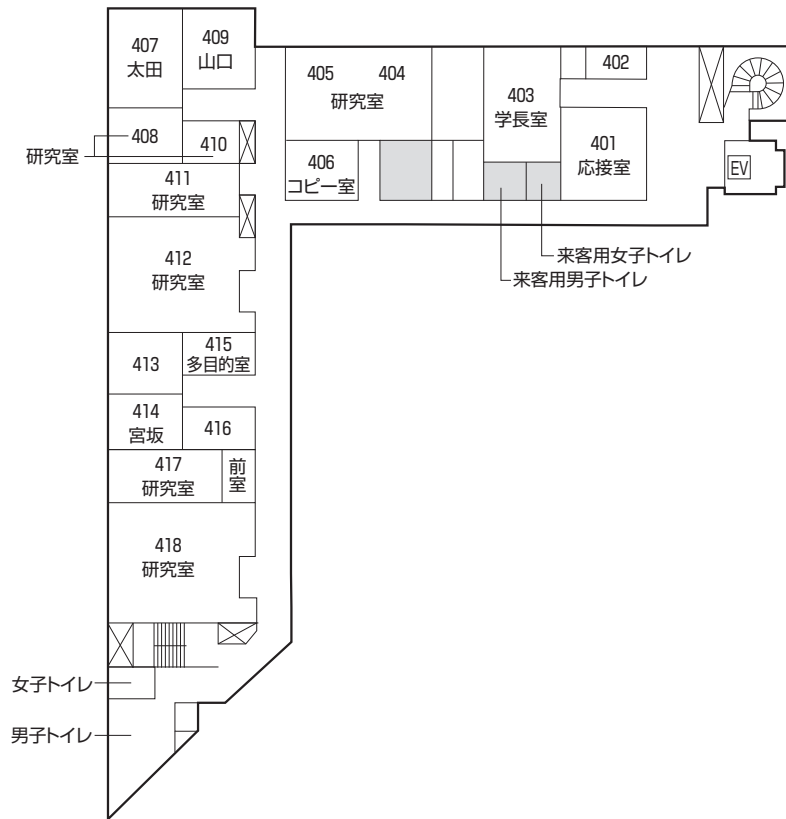 407
太田
409
山口
405
404
研究室
403
学長室
402
408
410
研究室
406
コピー室
401
応接室
EV
411
研究室
412
研究室
来客用女子トイレ
来客用男子トイレ
413
415
多目的室
414
宮坂
416
417
研究室
前室
418
研究室
女子トイレ
男子トイレ